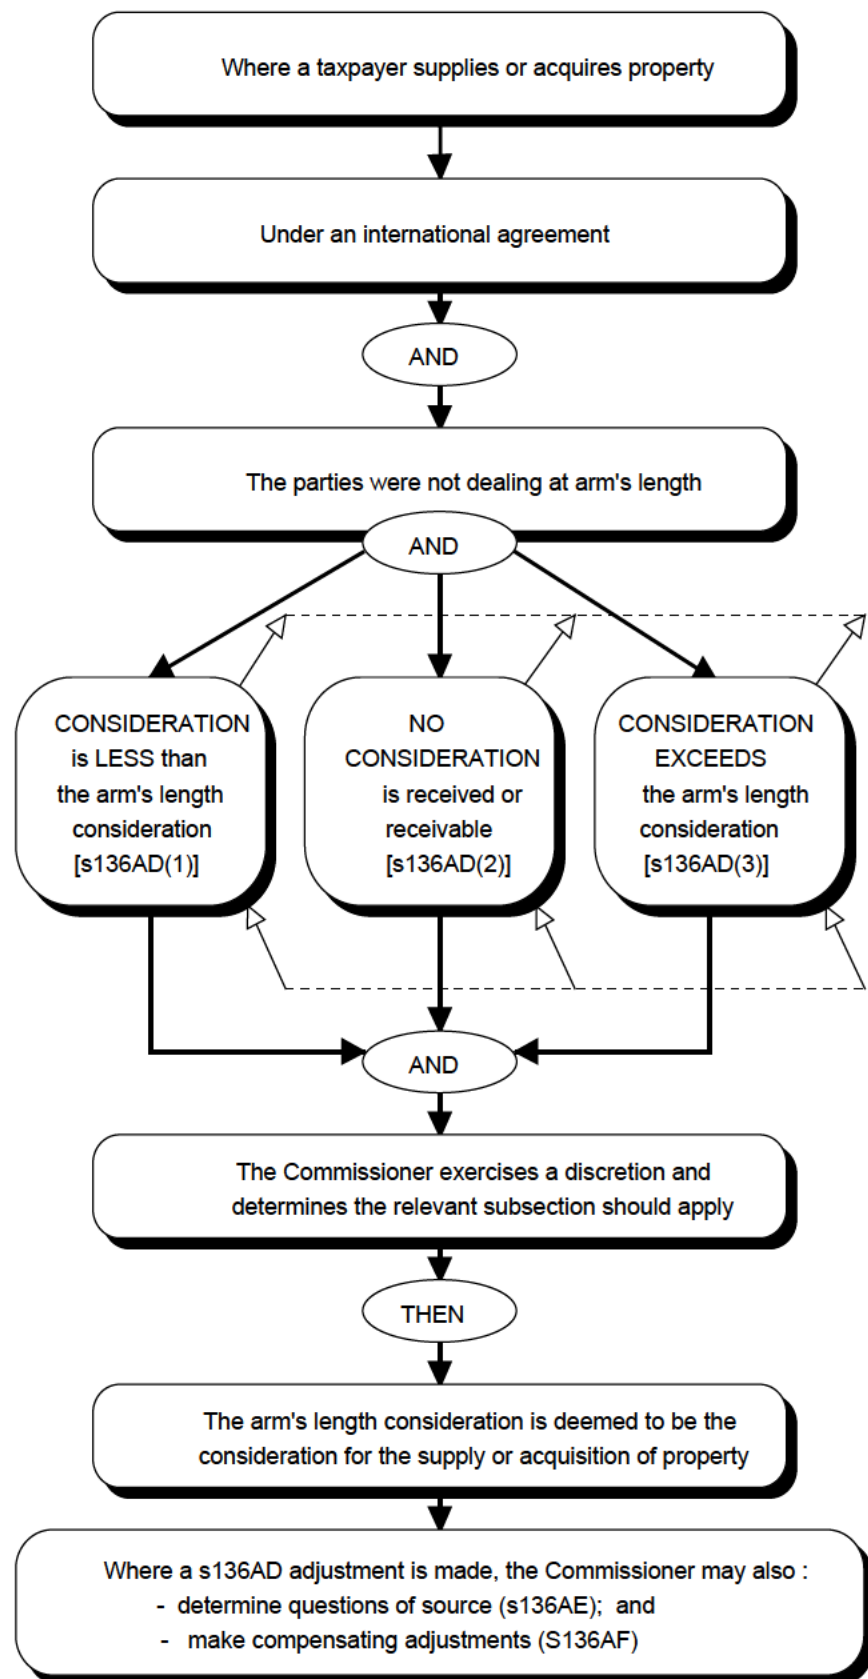 Where a taxpayer supplies or acquires property
Under an international agreement
AND
The parties were not dealing at arm's length
AND
CONSIDERATION
is LESS than
the arm's length
consideration
[s136AD(1)]
NO
CONSIDERATION
is received or
receivable
[s136AD(2)]
CONSIDERATION
EXCEEDS
the arm's length
consideration
[s136AD(3)]
AND
The Commissioner exercises a discretion and
determines the relevant subsection should apply
THEN
The arm's length consideration is deemed to be the
consideration for the supply or acquisition of property
Where a s136AD adjustment is made, the Commissioner may also :
- determine questions of source (s136AE); and
- make compensating adjustments (S136AF)